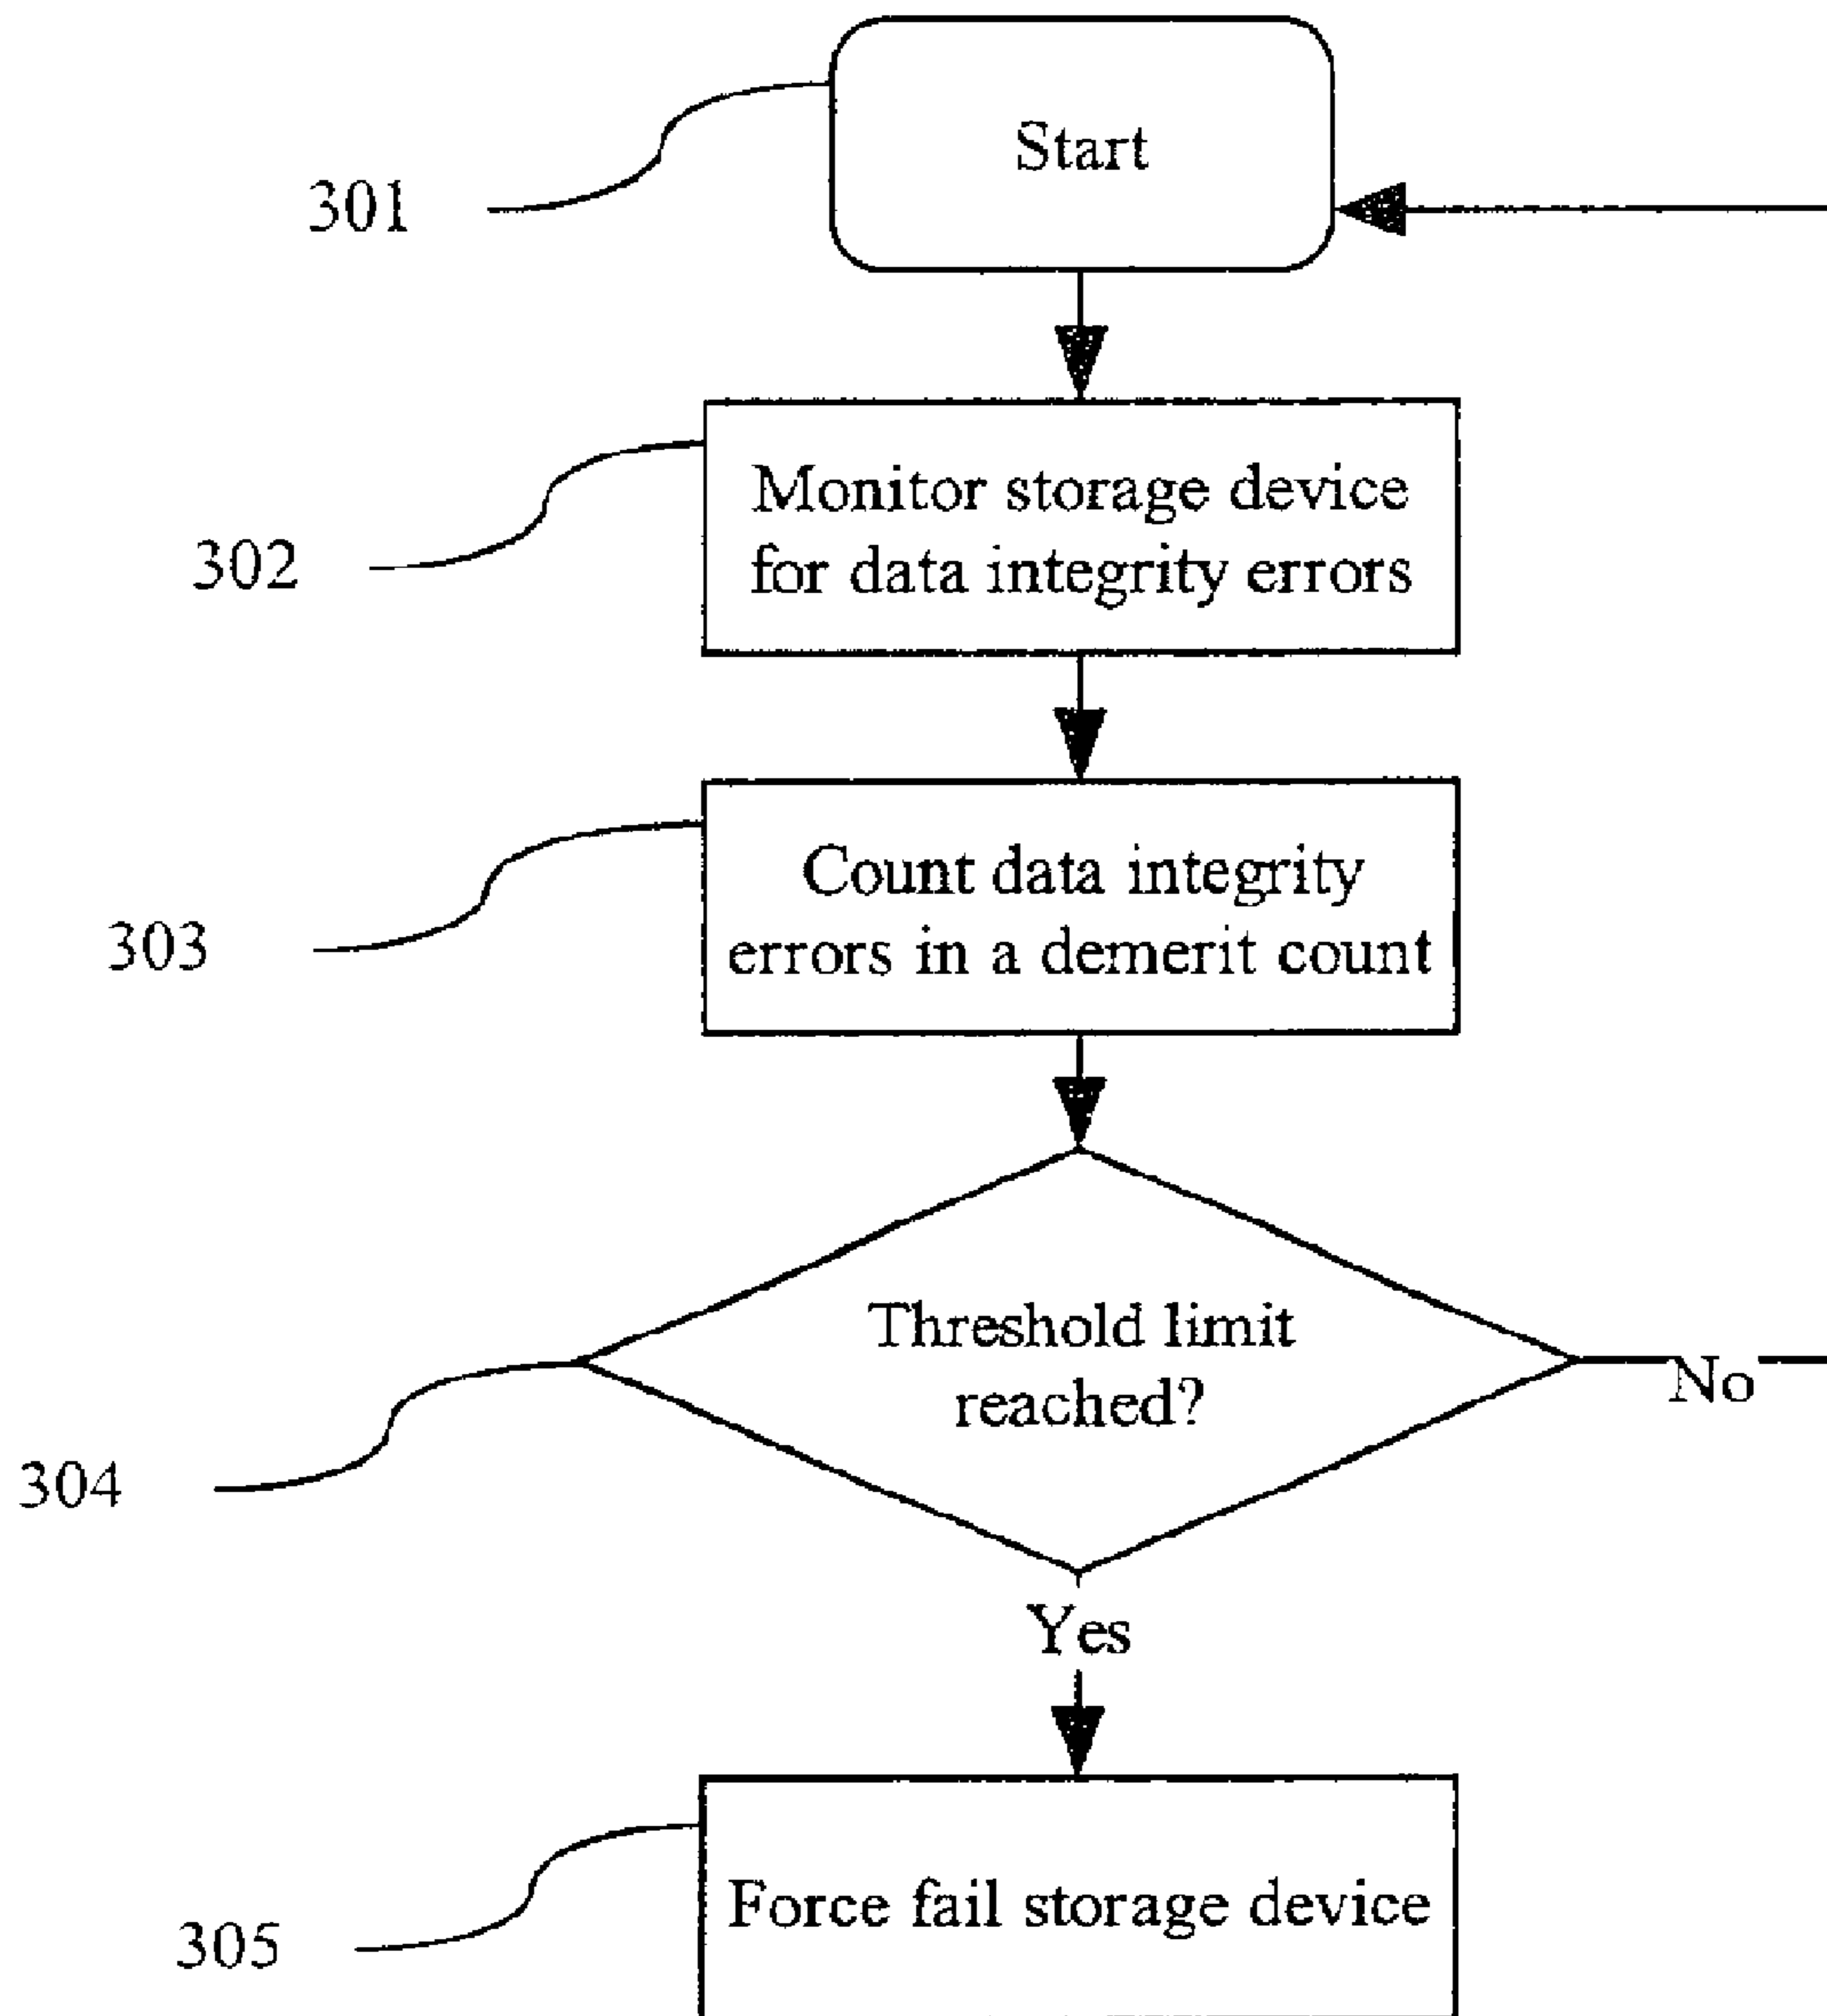 Start
301
Monitor storage device
for data integrity errors
302
Count data integrity
errors in a demerit count
303
Threshold limit
reached?
No
304
Yes
Force fail storage device
305